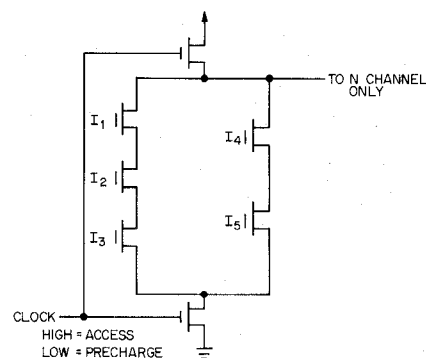 TO N CHANNEL
ONLY
I1
I4
I2
I5
I3
CLOCK
HIGH = ACCESS
LOW = PRECHARGE